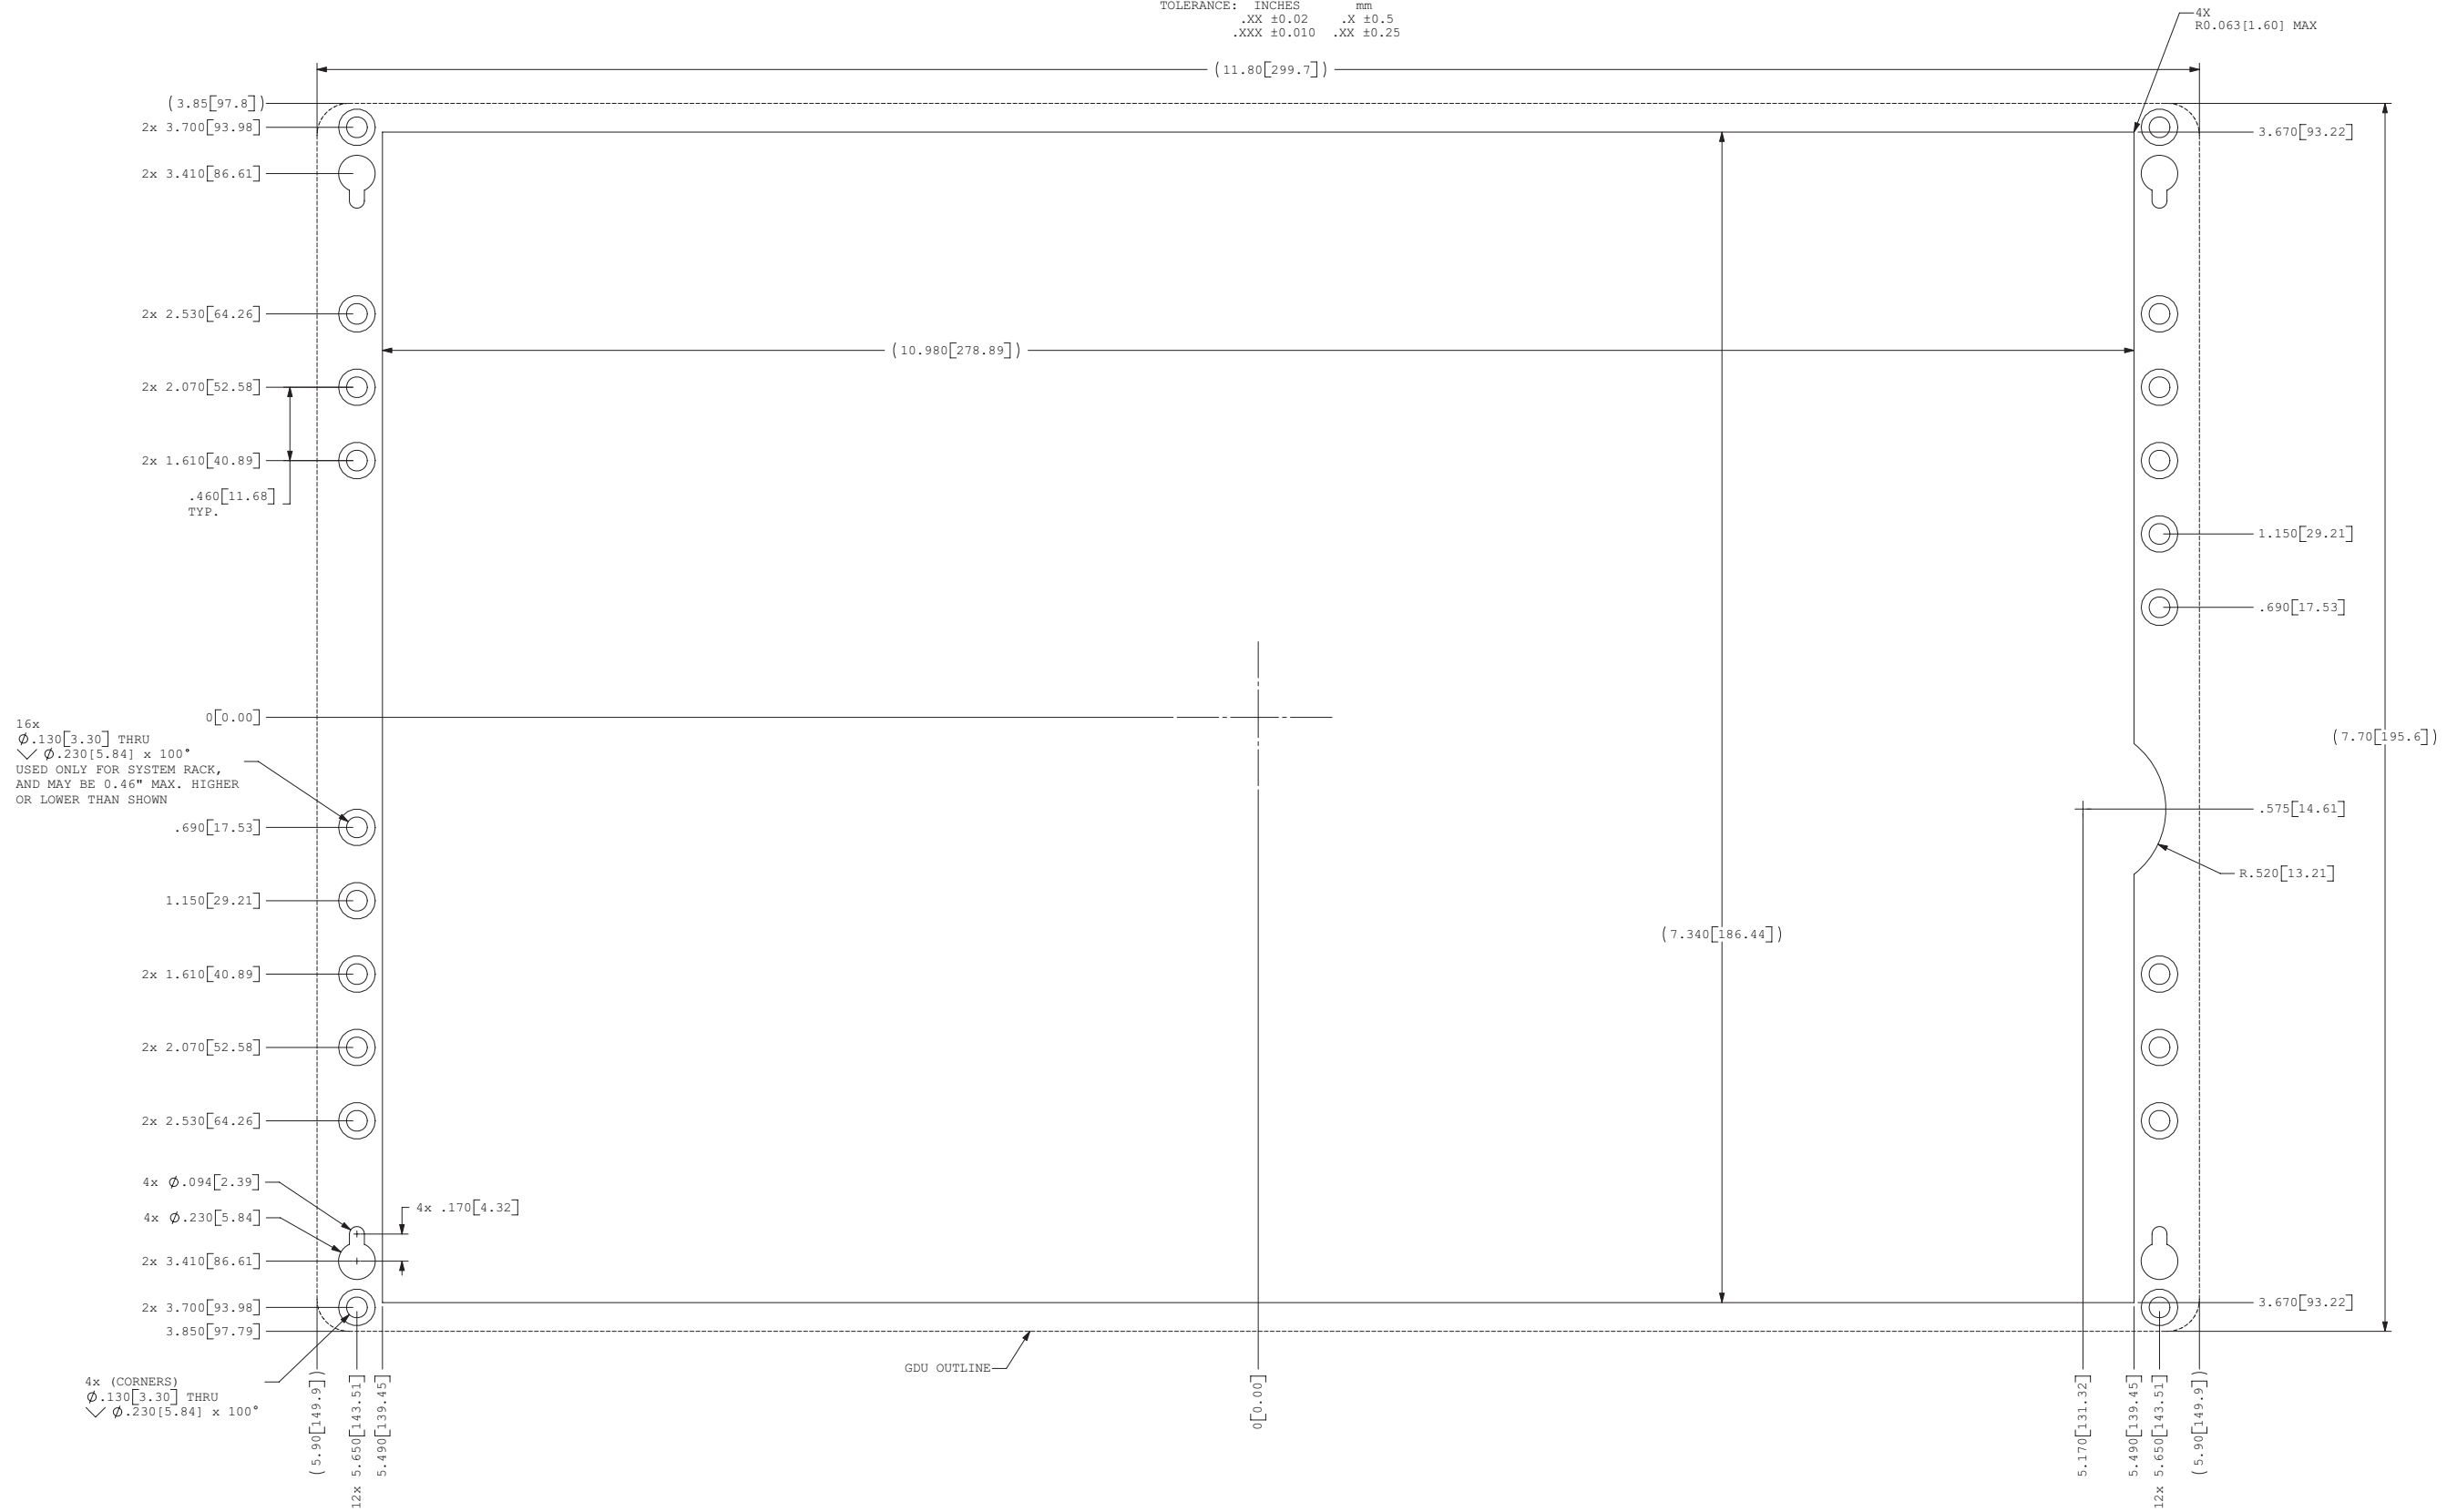 TOLERANCE: INCHES mm
.XX ±0.02 .X ±0.5
.XXX ±0.010 .XX ±0.25
4X
R0.063[1.60] MAX
(11.80[299.7])
(3.85[97.8])
2x 3.700[93.98]
3.670[93.22]
2x 3.410[86.61]
2x 2.530[64.26]
(10.980[278.89])
2x 2.070[52.58]
2x 1.610[40.89]
.460[11.68]
TYP.
1.150[29.21]
.690[17.53]
0[0.00]
16x
Ø.130[3.30] THRU
⌵ Ø.230[5.84] x 100°
USED ONLY FOR SYSTEM RACK,
AND MAY BE 0.46" MAX. HIGHER
OR LOWER THAN SHOWN
(7.70[195.6])
.575[14.61]
.690[17.53]
R.520[13.21]
1.150[29.21]
(7.340[186.44])
2x 1.610[40.89]
2x 2.070[52.58]
2x 2.530[64.26]
4x Ø.094[2.39]
4x .170[4.32]
4x Ø.230[5.84]
2x 3.410[86.61]
2x 3.700[93.98]
3.670[93.22]
3.850[97.79]
GDU OUTLINE
4x (CORNERS)
Ø.130[3.30] THRU
⌵ Ø.230[5.84] x 100°
(5.90[149.9])
12x 5.650[143.51]
5.490[139.45]
0[0.00]
5.170[131.32]
5.490[139.45]
12x 5.650[143.51]
(5.90[149.9])